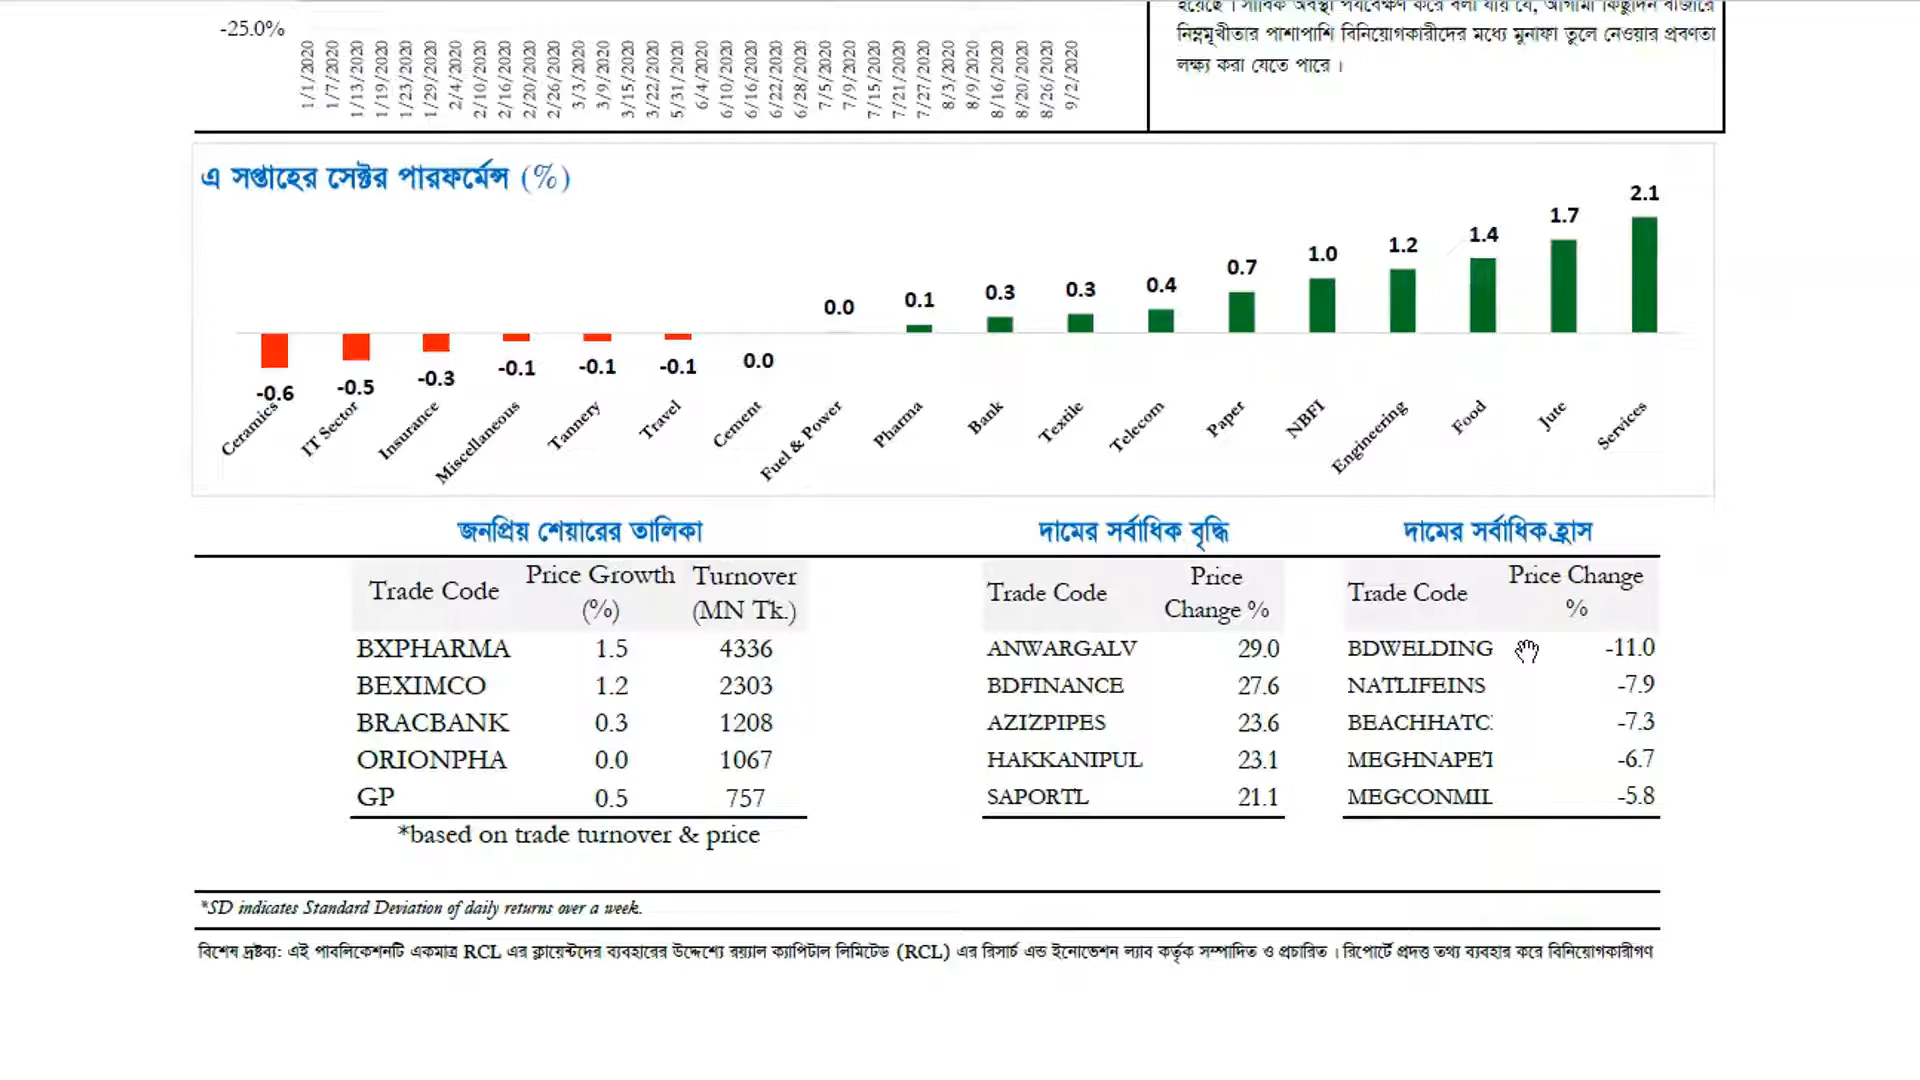 হয়েছে । সার্বিক অবস্থা পর্যবেক্ষণ করে বলা যায় যে, আগামী কিছুদিন বাজারে
নিম্নমূখীতার পাশাপাশি বিনিয়োগকারীদের মধ্যে মুনাফা তুলে নেওয়ার প্রবণতা
লক্ষ্য করা যেতে পারে ।
-25.0%
1/1/2020 1/7/2020 1/13/2020 1/19/2020 1/23/2020 1/29/2020 2/4/2020 2/10/2020 2/16/2020 2/20/2020 2/26/2020 3/3/2020 3/9/2020 3/15/2020 3/22/2020 5/31/2020 6/4/2020 6/10/2020 6/16/2020 6/22/2020 6/28/2020 7/5/2020 7/9/2020 7/15/2020 7/21/2020 7/27/2020 8/3/2020 8/9/2020 8/16/2020 8/20/2020 8/26/2020 9/2/2020
এ সপ্তাহের সেক্টর পারফর্মেন্স (%)
-0.6 -0.5 -0.3 -0.1 -0.1 -0.1 0.0 0.0 0.1 0.3 0.3 0.4 0.7 1.0 1.2 1.4 1.7 2.1
Ceramics IT Sector Insurance Miscellaneous Tannery Travel Cement Fuel & Power Pharma Bank Textile Telecom Paper NBFI Engineering Food Jute Services
জনপ্রিয় শেয়ারের তালিকা
Trade Code Price Growth (%) Turnover (MN Tk.)
BXPHARMA 1.5 4336
BEXIMCO 1.2 2303
BRACBANK 0.3 1208
ORIONPHA 0.0 1067
GP 0.5 757
*based on trade turnover & price
দামের সর্বাধিক বৃদ্ধি
Trade Code Price Change %
ANWARGALV 29.0
BDFINANCE 27.6
AZIZPIPES 23.6
HAKKANIPUL 23.1
SAPORTL 21.1
দামের সর্বাধিক হ্রাস
Trade Code Price Change %
BDWELDING -11.0
NATLIFEINS -7.9
BEACHHATC -7.3
MEGHNAPET -6.7
MEGCONMIL -5.8
*SD indicates Standard Deviation of daily returns over a week.
বিশেষ দ্রষ্টব্য: এই পাবলিকেশনটি একমাত্র RCL এর ক্লায়েন্টদের ব্যবহারের উদ্দেশ্যে রয়্যাল ক্যাপিটাল লিমিটেড (RCL) এর রিসার্চ এন্ড ইনোভেশন ল্যাব কর্তৃক সম্পাদিত ও প্রচারিত । রিপোর্টে প্রদত্ত তথ্য ব্যবহার করে বিনিয়োগকারীগণ